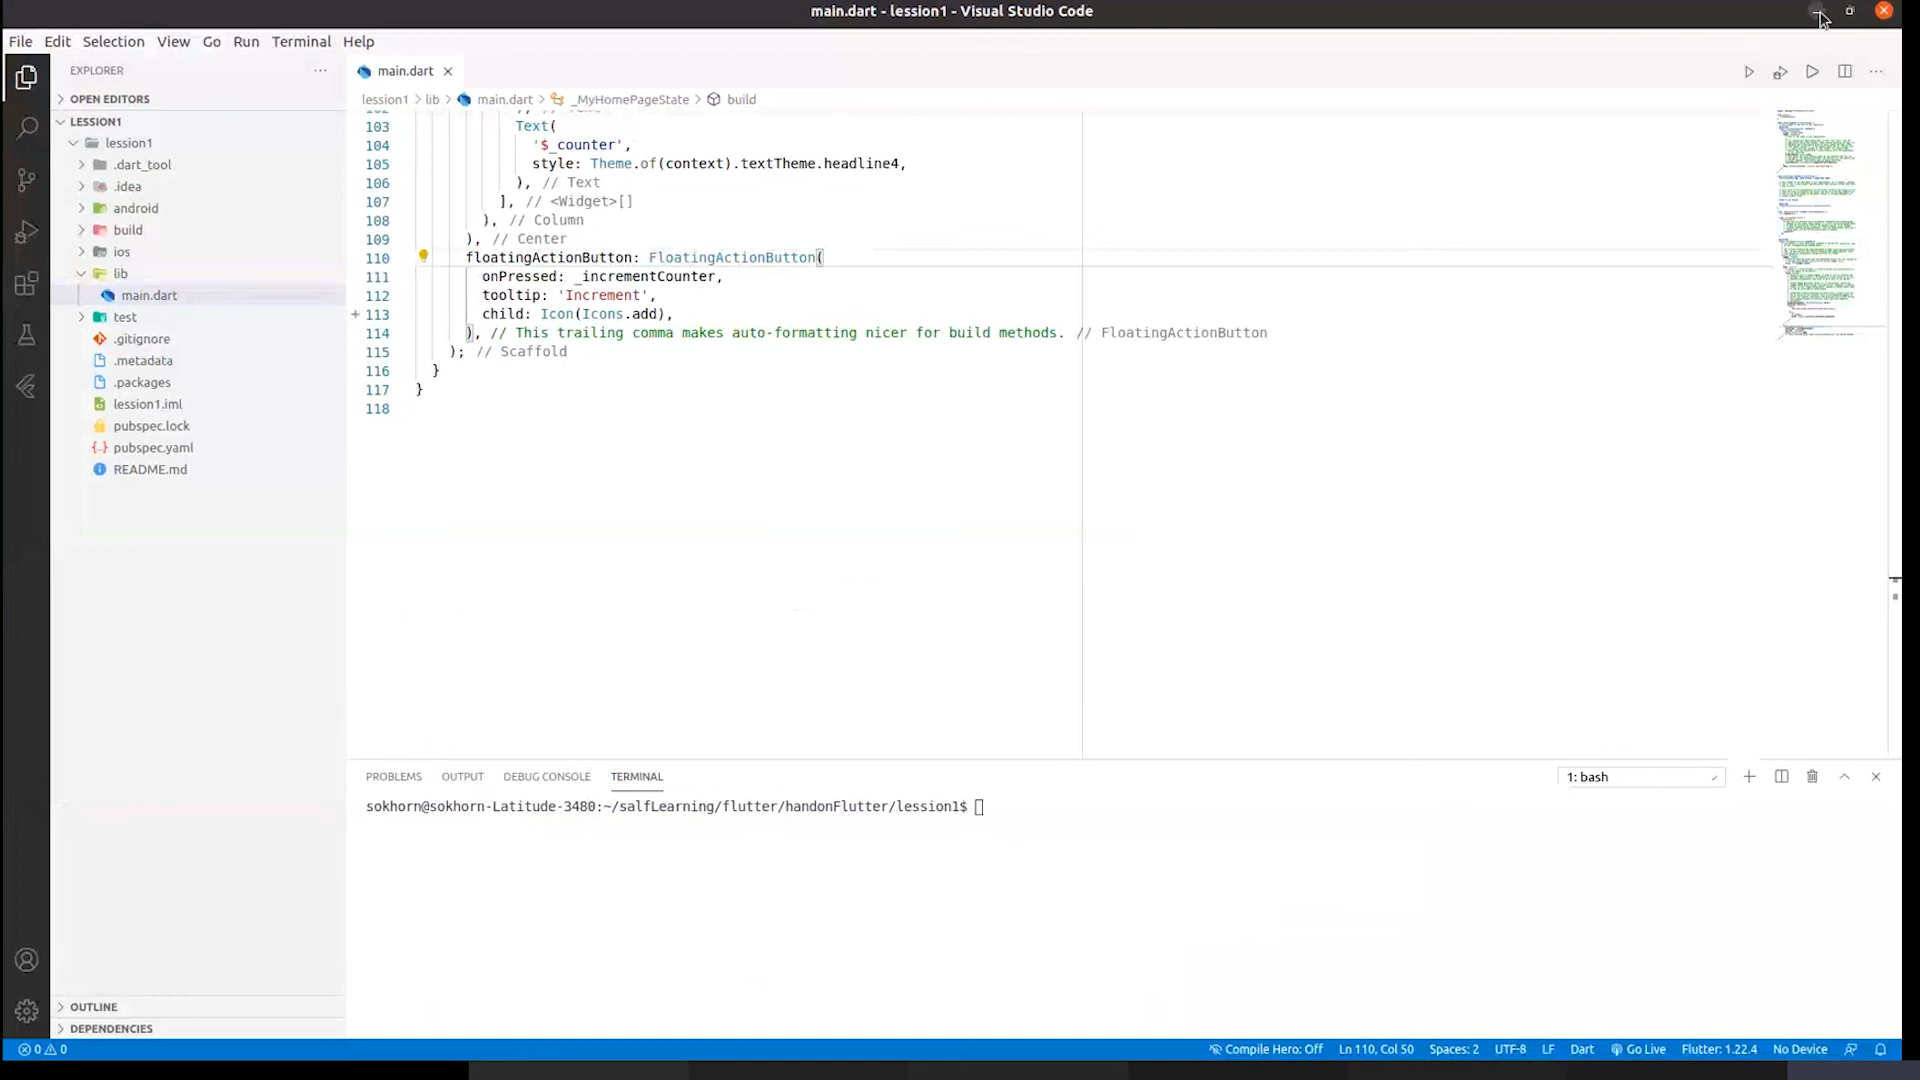 main.dart - lession1 - Visual Studio Code
File Edit Selection View Go Run Terminal Help
EXPLORER
main.dart
OPEN EDITORS
lession1 > lib > main.dart > _MyHomePageState > build
LESSION1
lession1
.dart_tool
.idea
android
build
ios
lib
main.dart
test
.gitignore
.metadata
.packages
lession1.iml
pubspec.lock
pubspec.yaml
README.md
OUTLINE
DEPENDENCIES
103 Text(
104 '$_counter',
105 style: Theme.of(context).textTheme.headline4,
106 ), // Text
107 ], // <Widget>[]
108 ), // Column
109 ), // Center
110 floatingActionButton: FloatingActionButton(
111 onPressed: _incrementCounter,
112 tooltip: 'Increment',
113 child: Icon(Icons.add),
114 ), // This trailing comma makes auto-formatting nicer for build methods. // FloatingActionButton
115 ); // Scaffold
116 }
117 }
118
PROBLEMS OUTPUT DEBUG CONSOLE TERMINAL 1: bash
sokhorn@sokhorn-Latitude-3480:~/salfLearning/flutter/handonFlutter/lession1$
0 0 Compile Hero: Off Ln 110, Col 50 Spaces: 2 UTF-8 LF Dart Go Live Flutter: 1.22.4 No Device